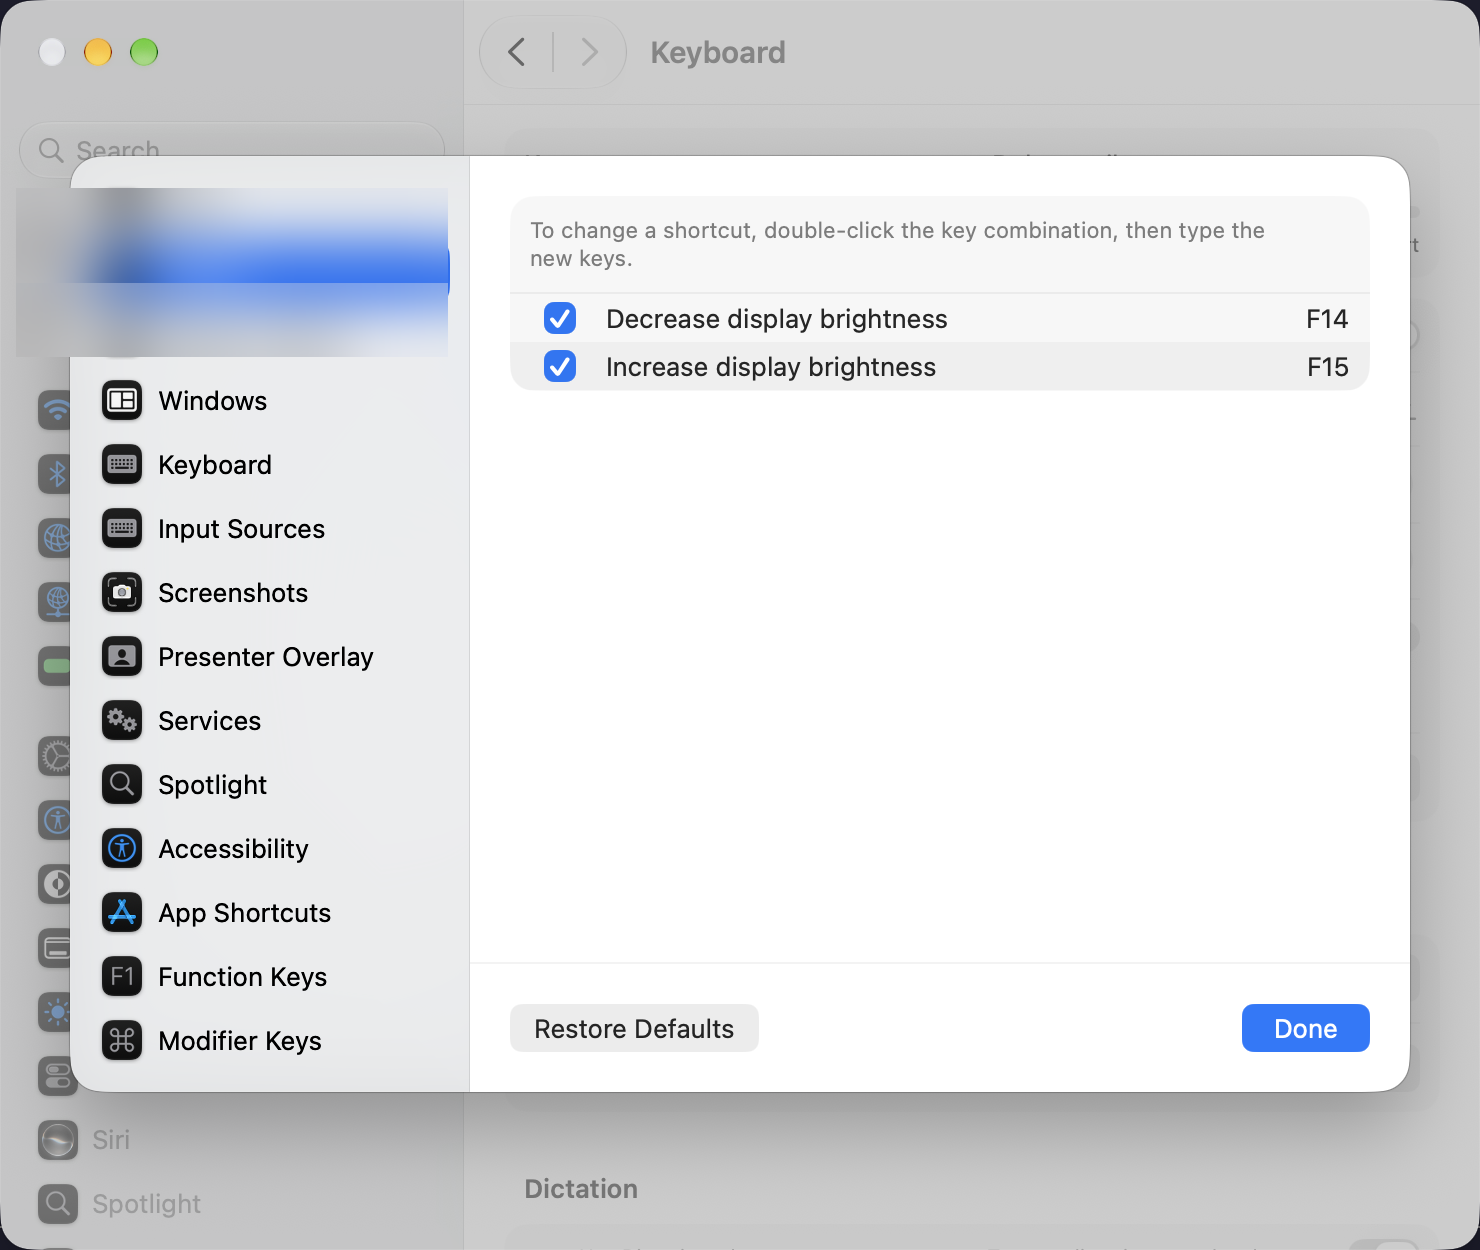 Keyboard
Search
To change a shortcut, double-click the key combination, then type the
new keys.
Decrease display brightness F14
Increase display brightness F15
Windows
Keyboard
Input Sources
Screenshots
Presenter Overlay
Services
Spotlight
Accessibility
App Shortcuts
F1 Function Keys
Modifier Keys
Restore Defaults
Done
Siri
Spotlight
Dictation